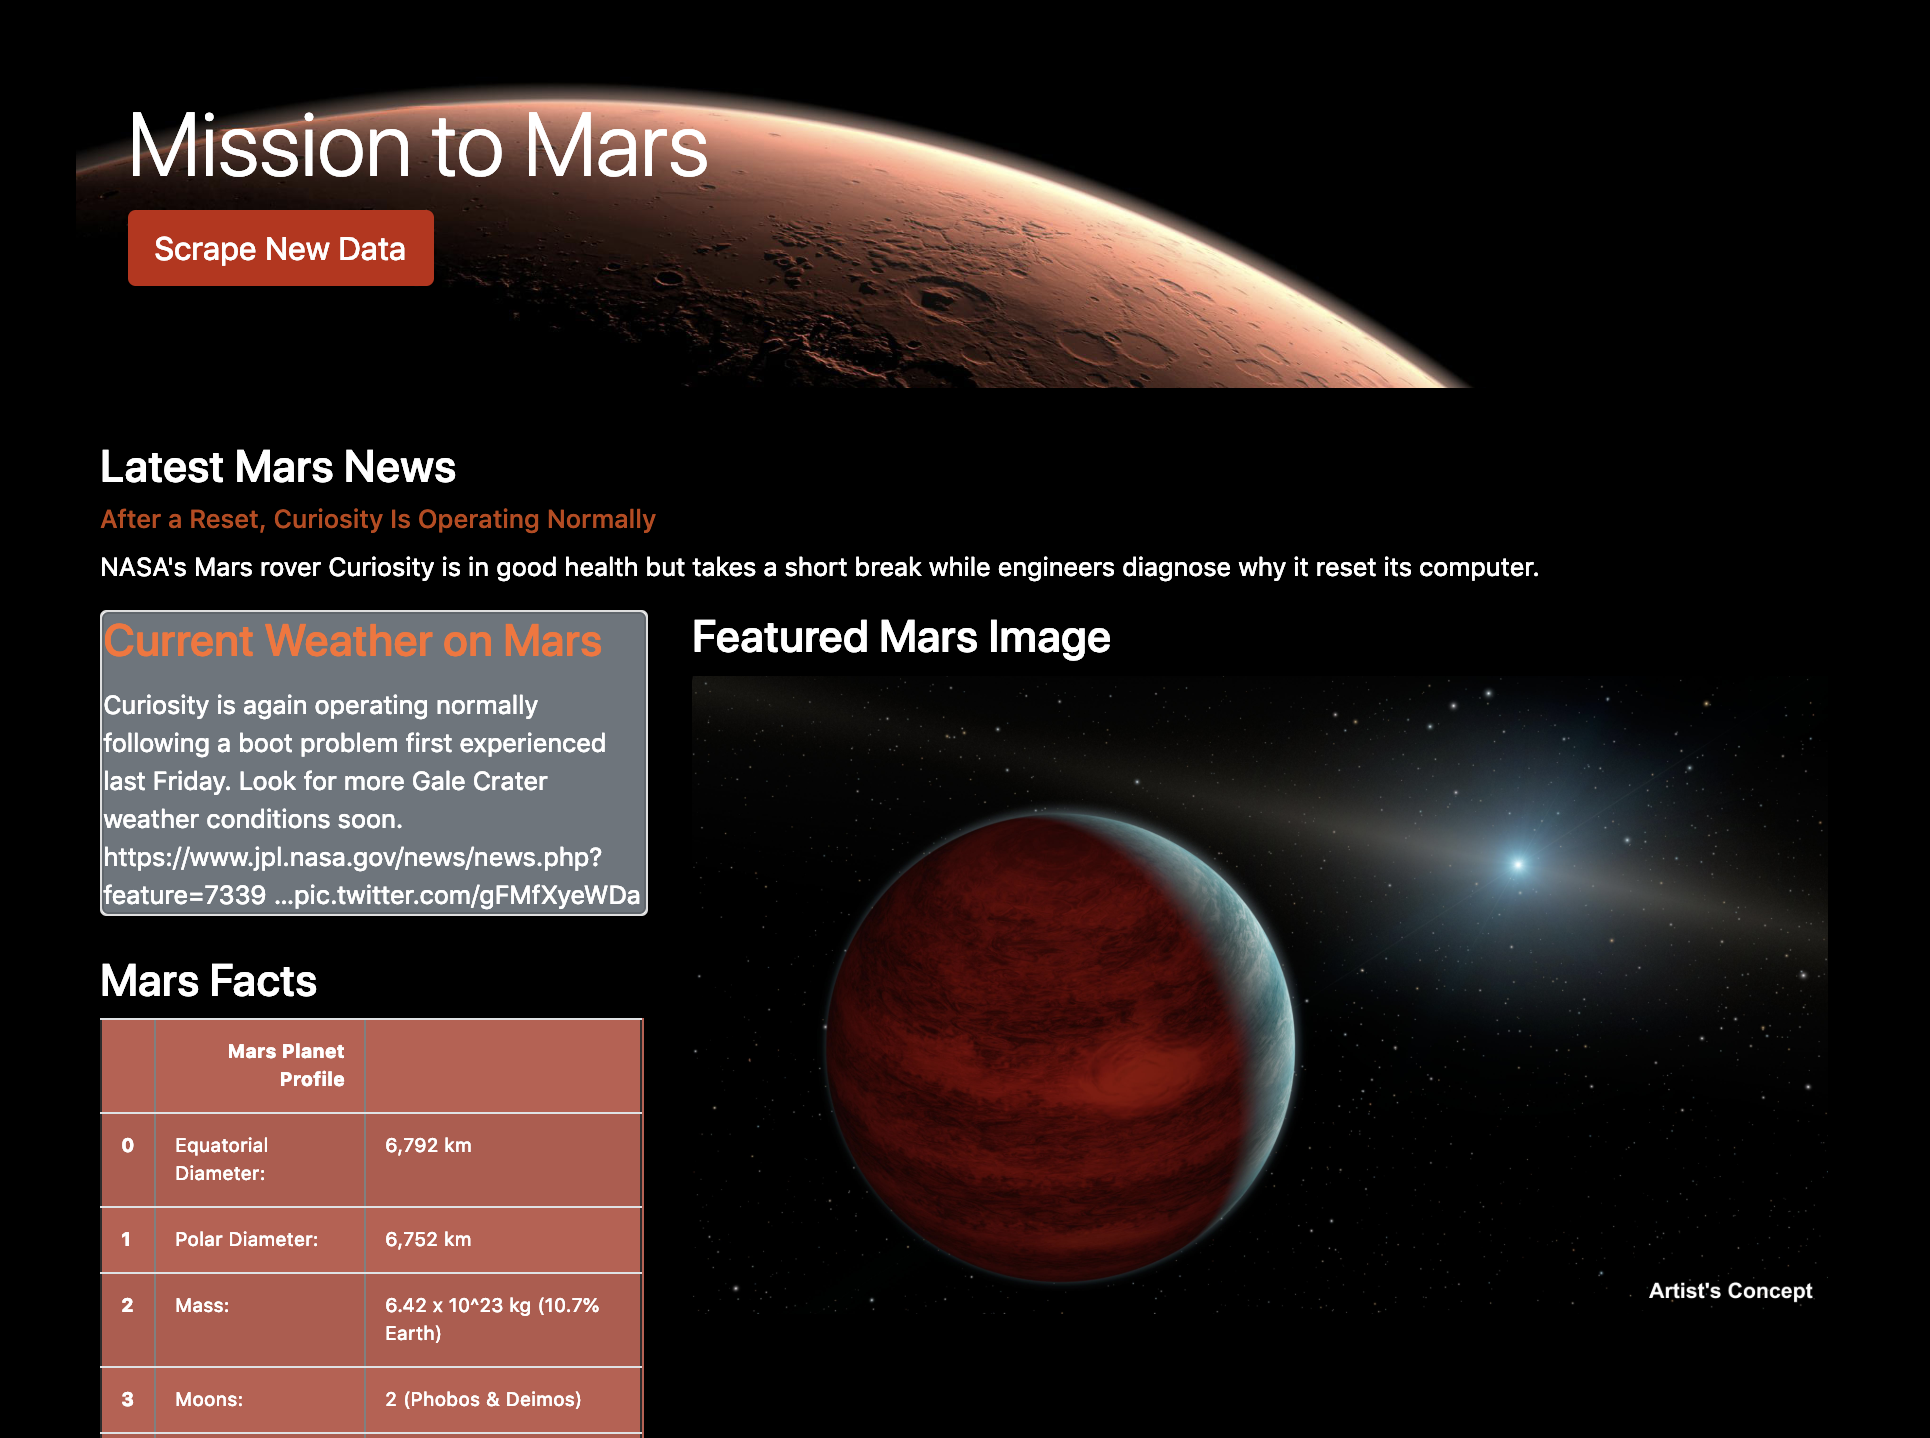 Mission to Mars
Scrape New Data
Latest Mars News
After a Reset, Curiosity Is Operating Normally
NASA's Mars rover Curiosity is in good health but takes a short break while engineers diagnose why it reset its computer.
Current Weather on Mars
Curiosity is again operating normally
following a boot problem first experienced
last Friday. Look for more Gale Crater
weather conditions soon.
https://www.jpl.nasa.gov/news/news.php?
feature=7339 ...pic.twitter.com/gFMfXyeWDa
Featured Mars Image
Artist's Concept
Mars Facts
Mars Planet
Profile
0 Equatorial 6,792 km
Diameter:
1 Polar Diameter: 6,752 km
2 Mass: 6.42 x 10^23 kg (10.7%
Earth)
3 Moons: 2 (Phobos & Deimos)